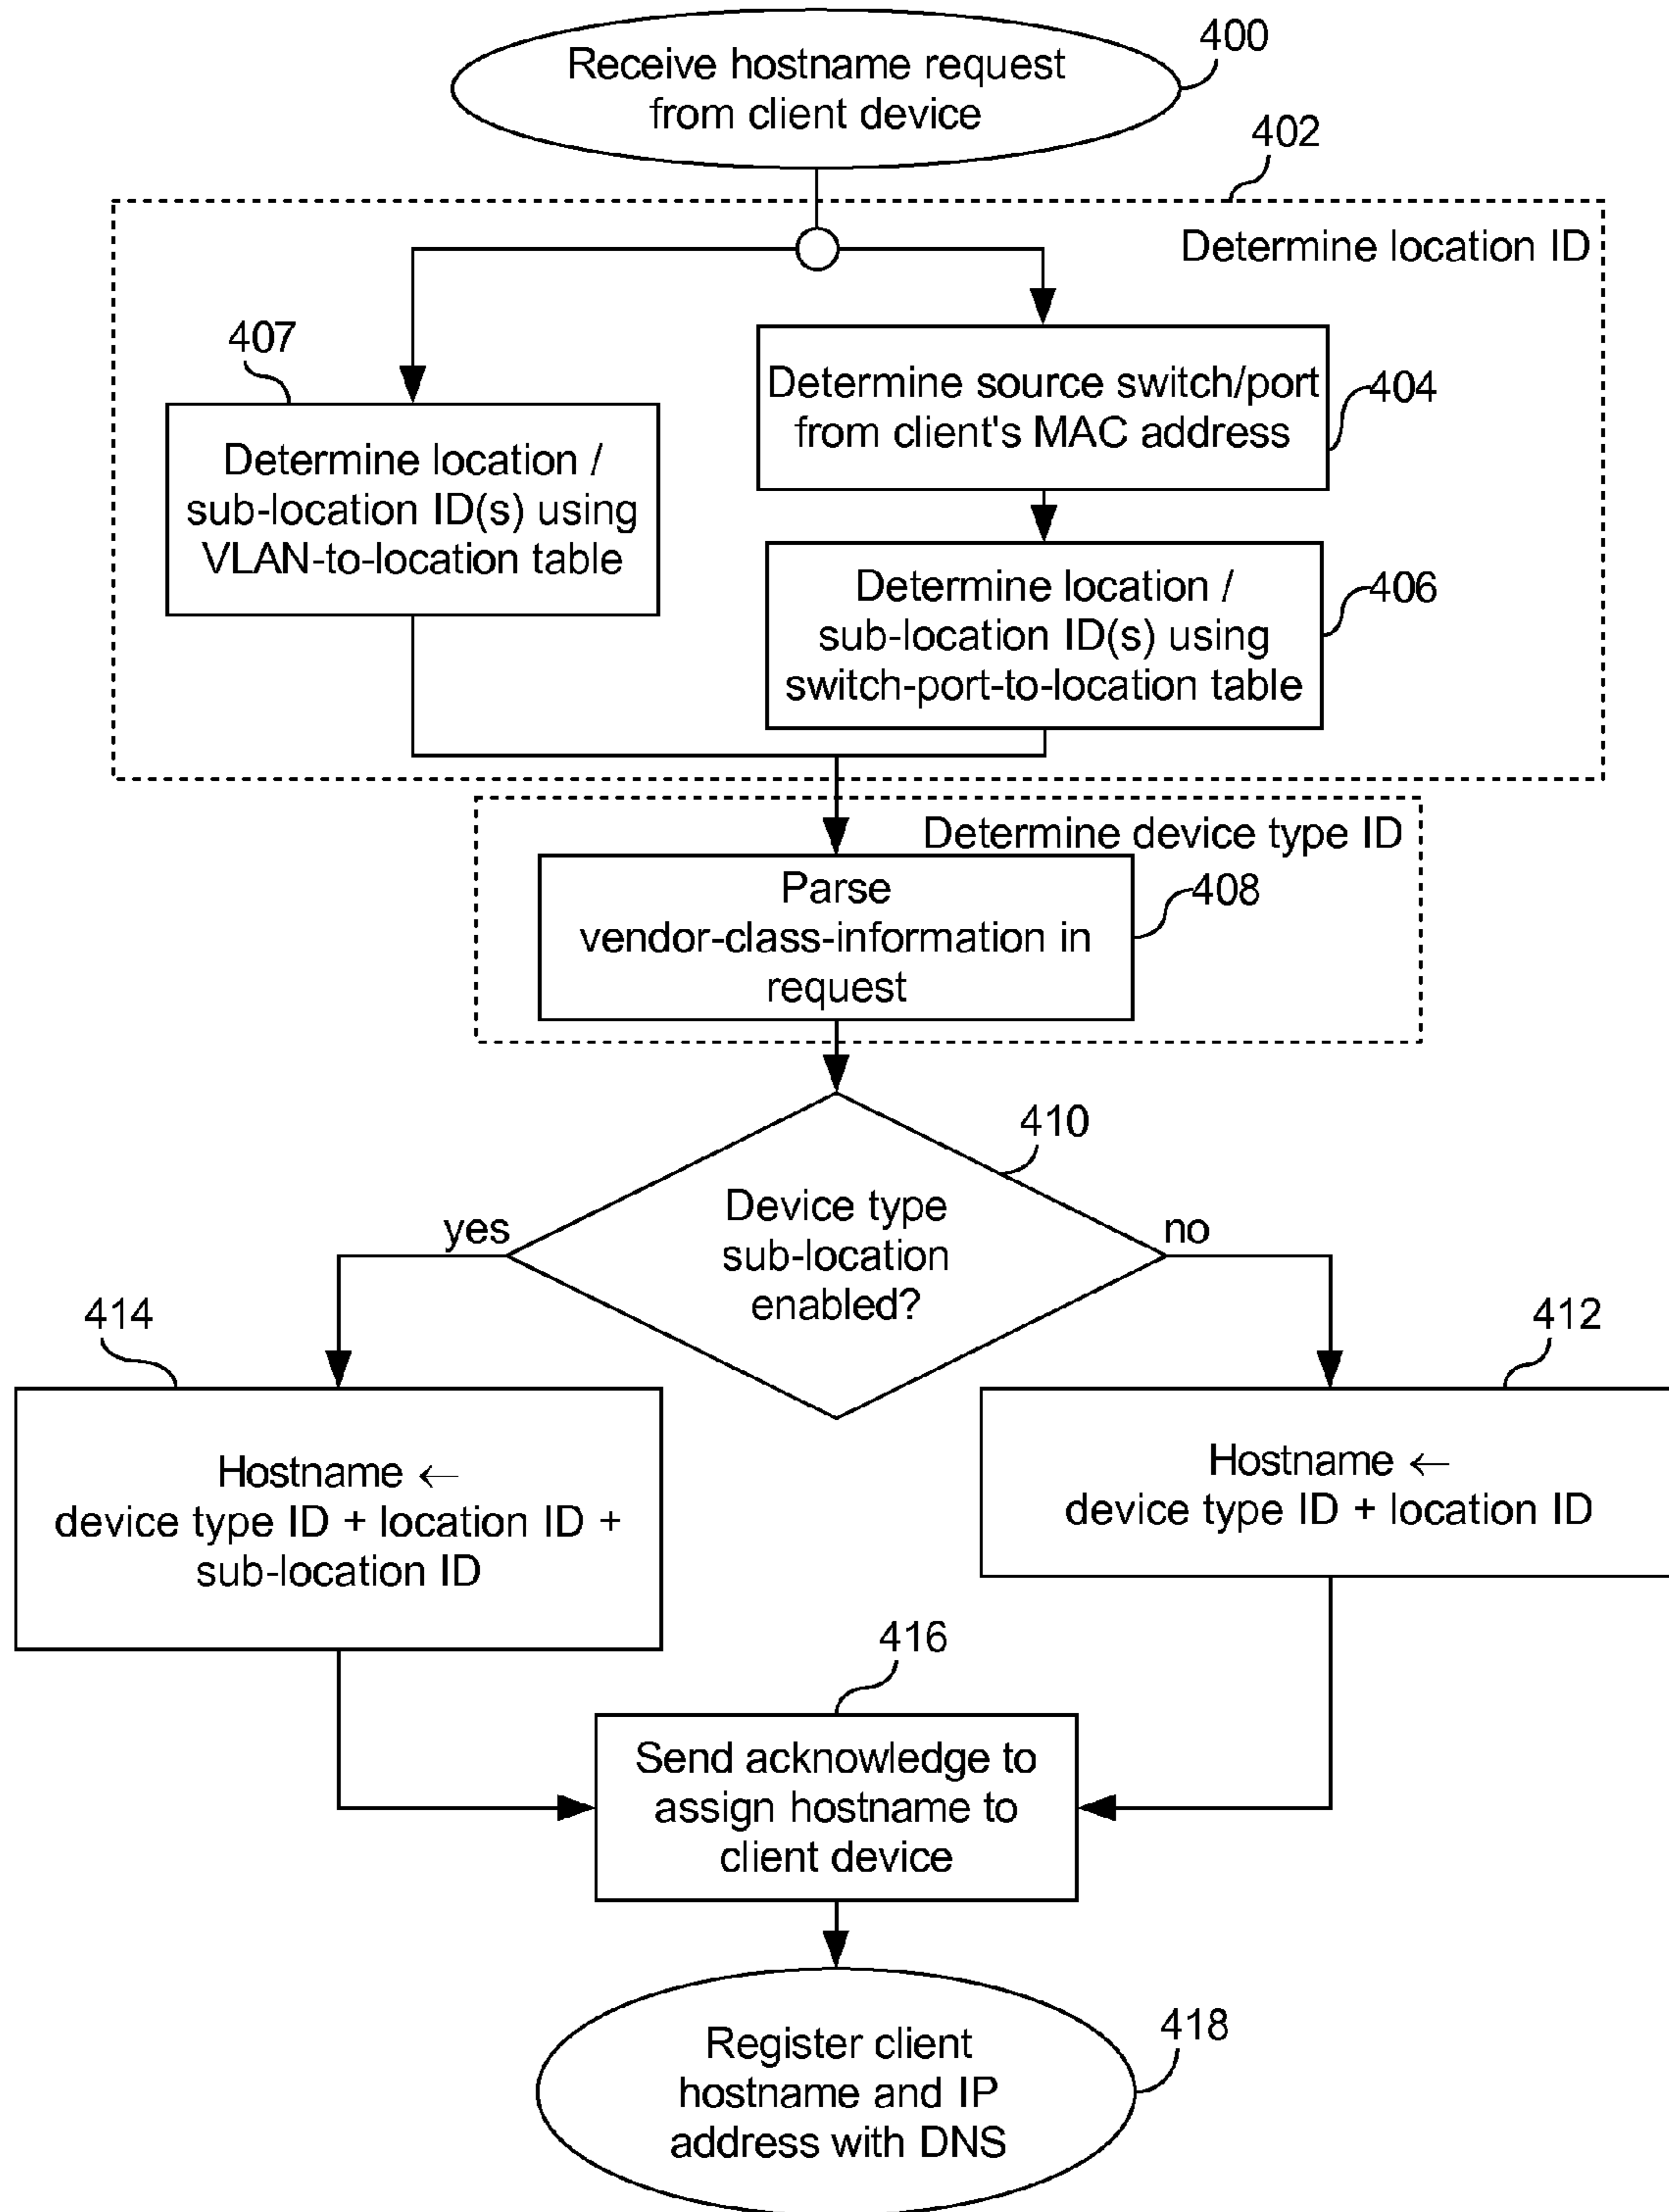 Receive hostname request
from client device
400
402
Determine location ID
407
Determine location /
sub-location ID(s) using
VLAN-to-location table
Determine source switch/port
from client's MAC address
404
Determine location /
sub-location ID(s) using
switch-port-to-location table
406
Determine device type ID
Parse
vendor-class-information in
request
408
410
Device type
sub-location
enabled?
yes
no
414
Hostname ←
device type ID + location ID +
sub-location ID
412
Hostname ←
device type ID + location ID
416
Send acknowledge to
assign hostname to
client device
Register client
hostname and IP
address with DNS
418